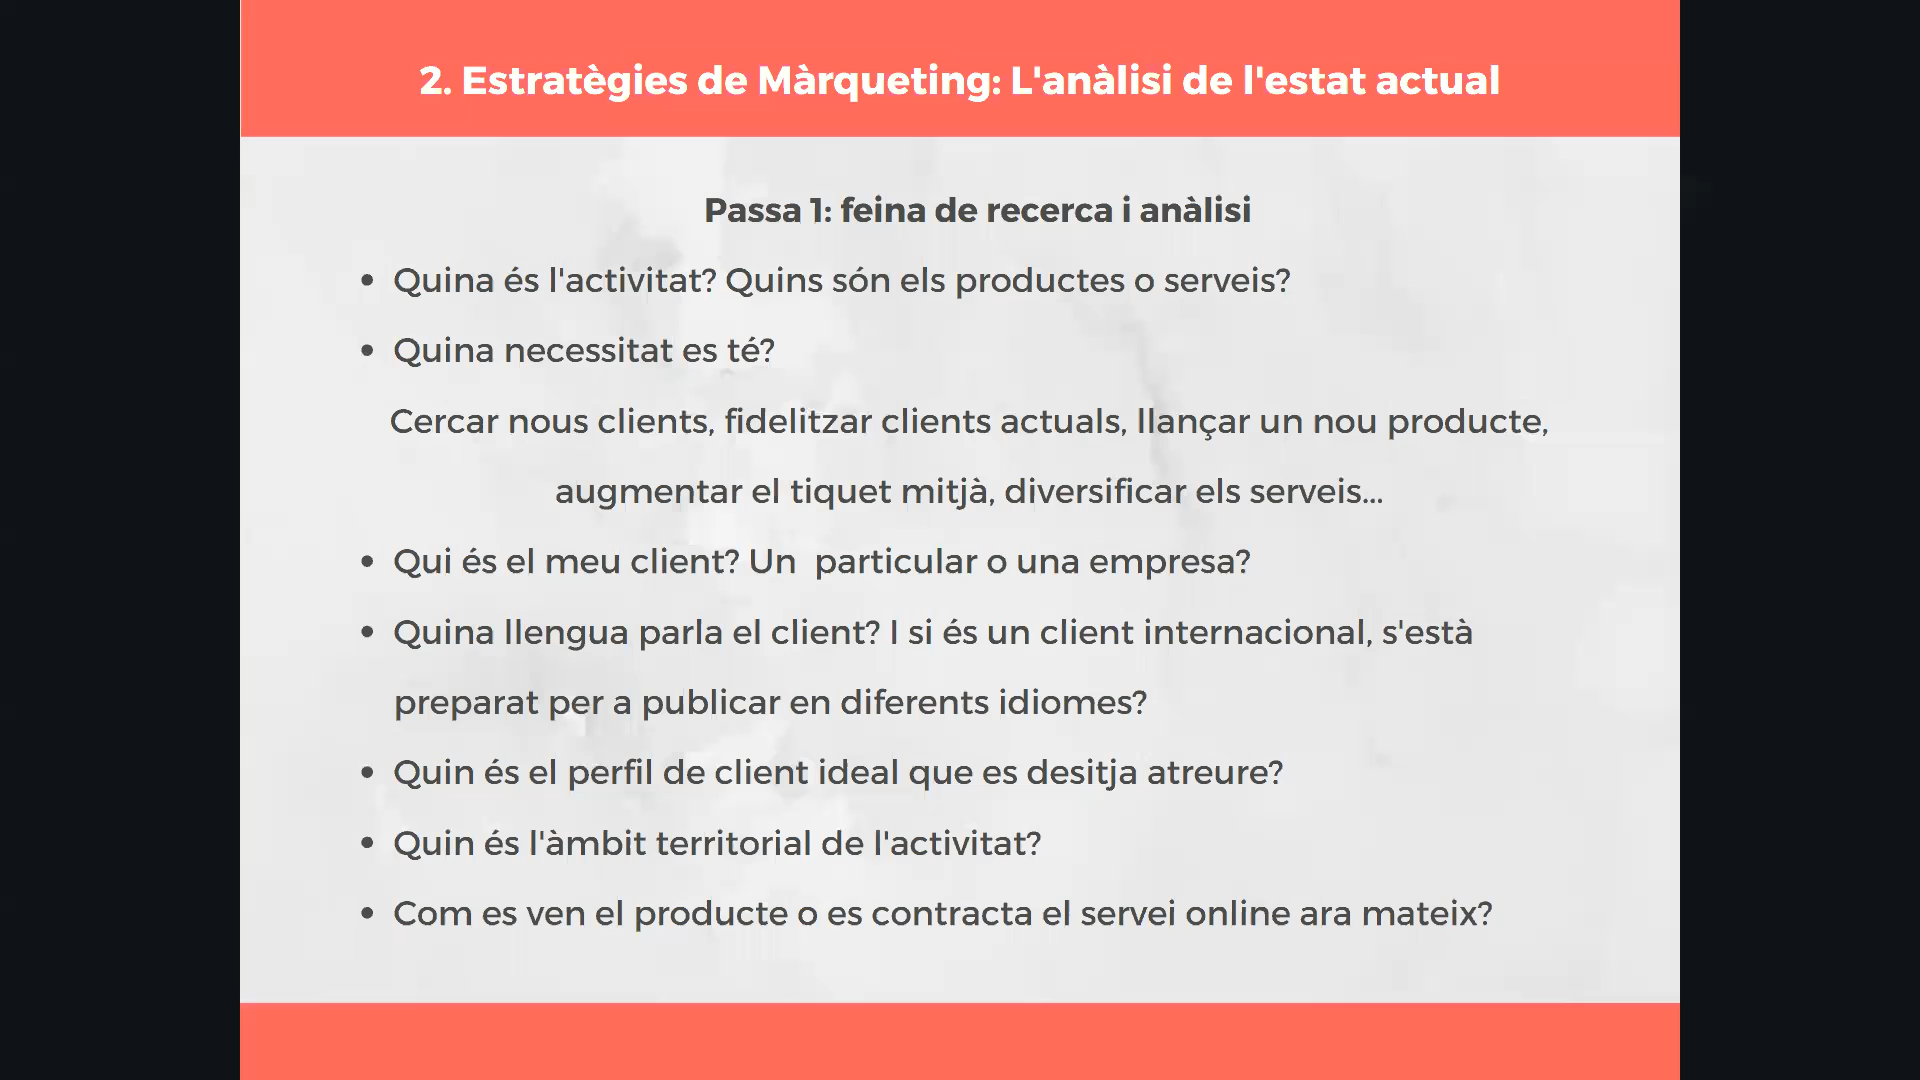 2. Estratègies de Màrqueting: L'anàlisi de l'estat actual
Passa 1: feina de recerca i anàlisi
• Quina és l'activitat? Quins són els productes o serveis?
• Quina necessitat es té?
Cercar nous clients, fidelitzar clients actuals, llançar un nou producte,
augmentar el tiquet mitjà, diversificar els serveis...
• Qui és el meu client? Un  particular o una empresa?
• Quina llengua parla el client? I si és un client internacional, s'està
preparat per a publicar en diferents idiomes?
• Quin és el perfil de client ideal que es desitja atreure?
• Quin és l'àmbit territorial de l'activitat?
• Com es ven el producte o es contracta el servei online ara mateix?